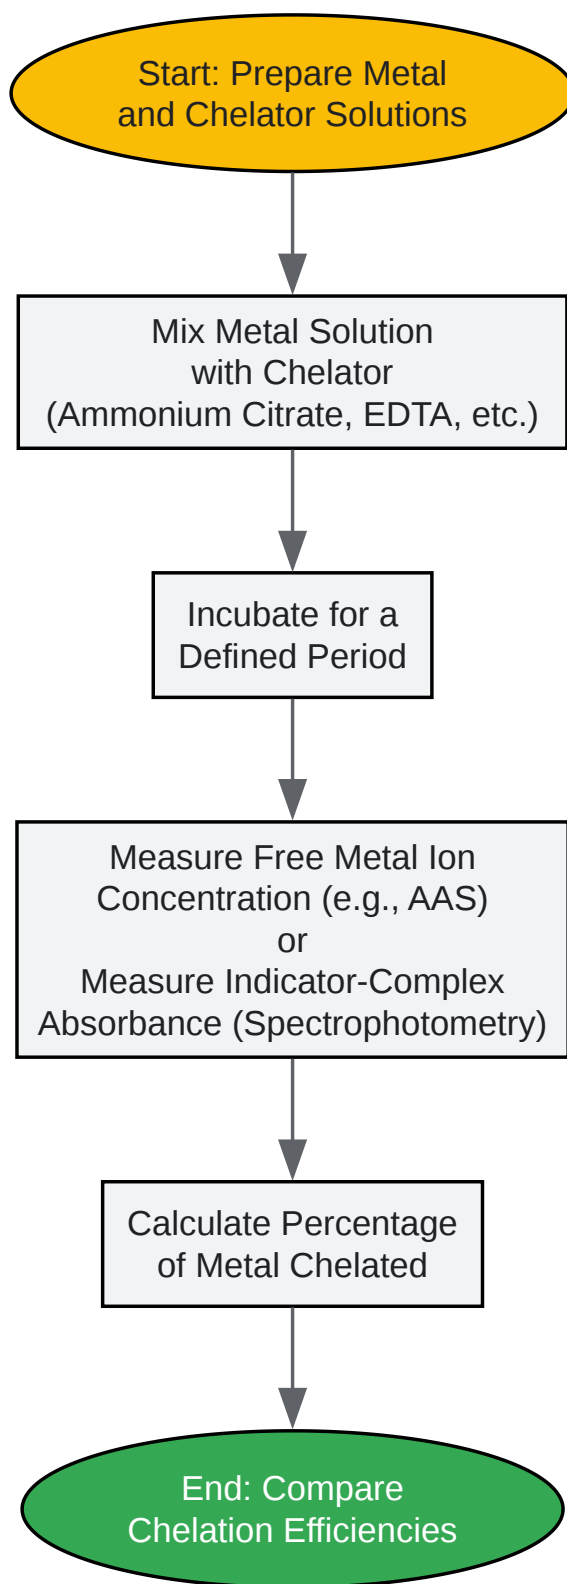 Start: Prepare Metal
and Chelator Solutions
Mix Metal Solution
with Chelator
(Ammonium Citrate, EDTA, etc.)
Incubate for a
Defined Period
Measure Free Metal Ion
Concentration (e.g., AAS)
or
Measure Indicator-Complex
Absorbance (Spectrophotometry)
Calculate Percentage
of Metal Chelated
End: Compare
Chelation Efficiencies